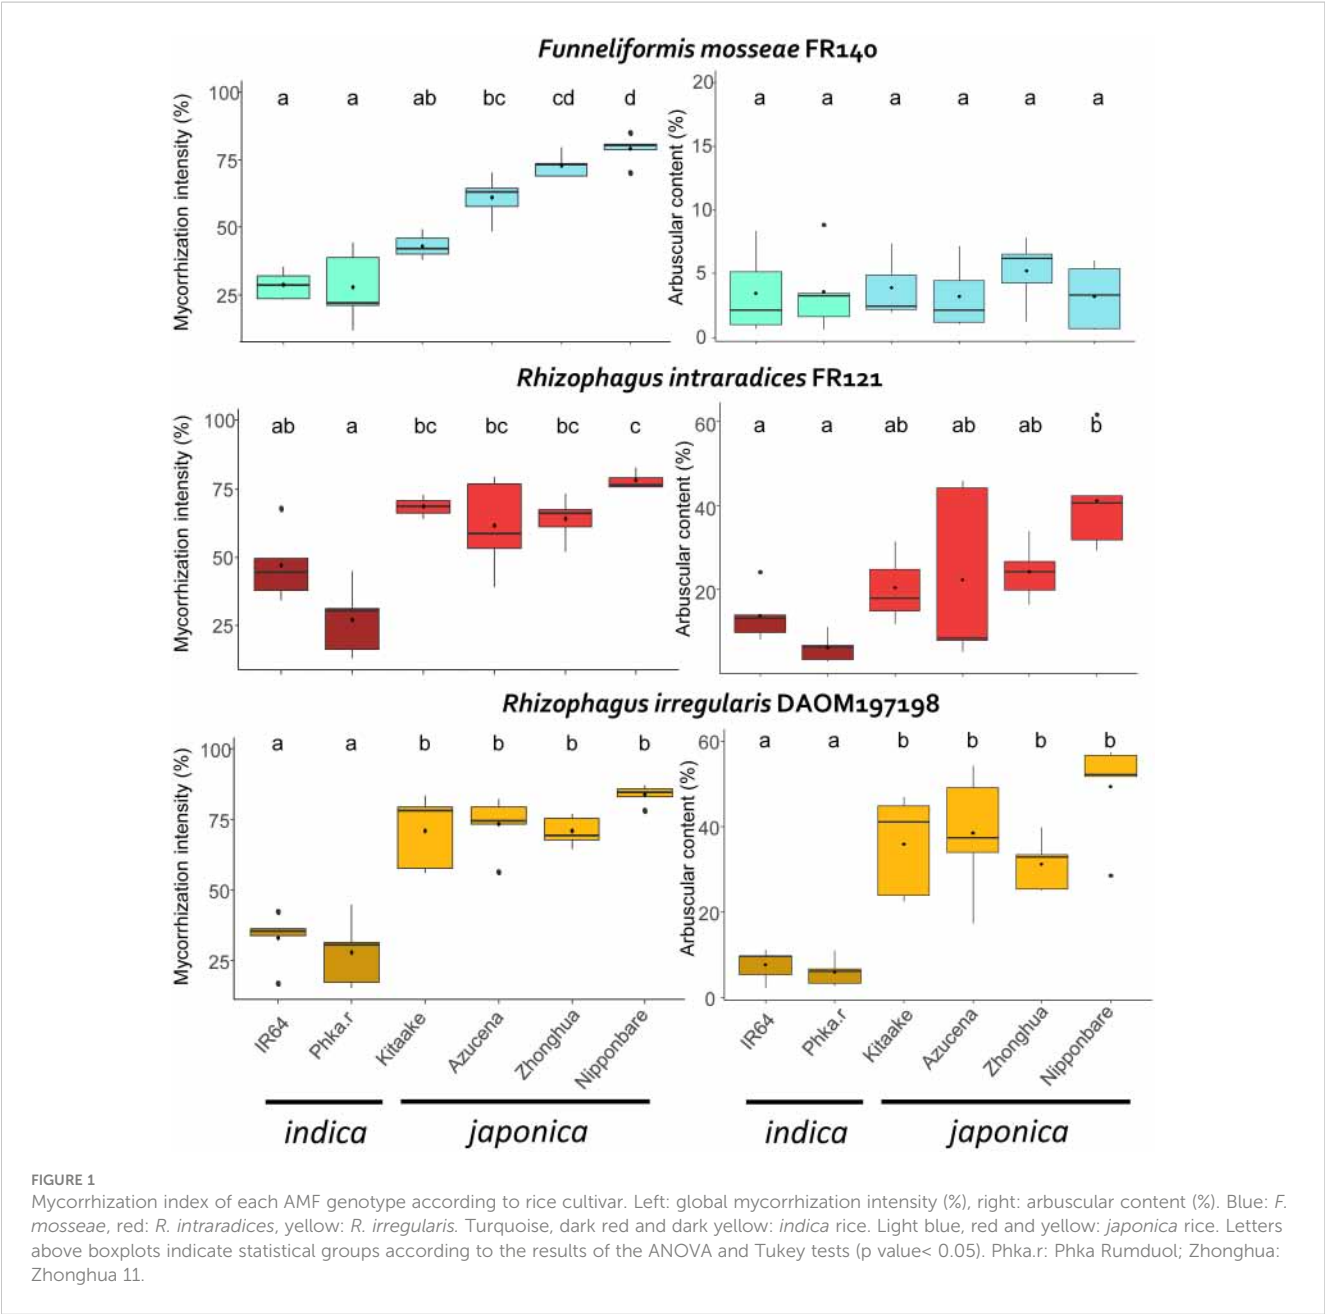 Funneliformis mosseae FR140
Mycorrhization intensity (%)
100
75
50
25
a a ab bc cd d
Arbuscular content (%)
20
15
10
5
0
a a a a a a
Rhizophagus intraradices FR121
Mycorrhization intensity (%)
100
75
50
25
ab a bc bc bc c
Arbuscular content (%)
60
40
20
a a ab ab ab b
Rhizophagus irregularis DAOM197198
Mycorrhization intensity (%)
100
75
50
25
a a b b b b
Arbuscular content (%)
60
40
20
0
a a b b b b
IR64 Phka.r Kitaake Azucena Zhonghua Nipponbare
IR64 Phka.r Kitaake Azucena Zhonghua Nipponbare
indica japonica indica japonica
FIGURE 1
Mycorrhization index of each AMF genotype according to rice cultivar. Left: global mycorrhization intensity (%), right: arbuscular content (%). Blue: F.
mosseae, red: R. intraradices, yellow: R. irregularis. Turquoise, dark red and dark yellow: indica rice. Light blue, red and yellow: japonica rice. Letters
above boxplots indicate statistical groups according to the results of the ANOVA and Tukey tests (p value< 0.05). Phka.r: Phka Rumduol; Zhonghua:
Zhonghua 11.